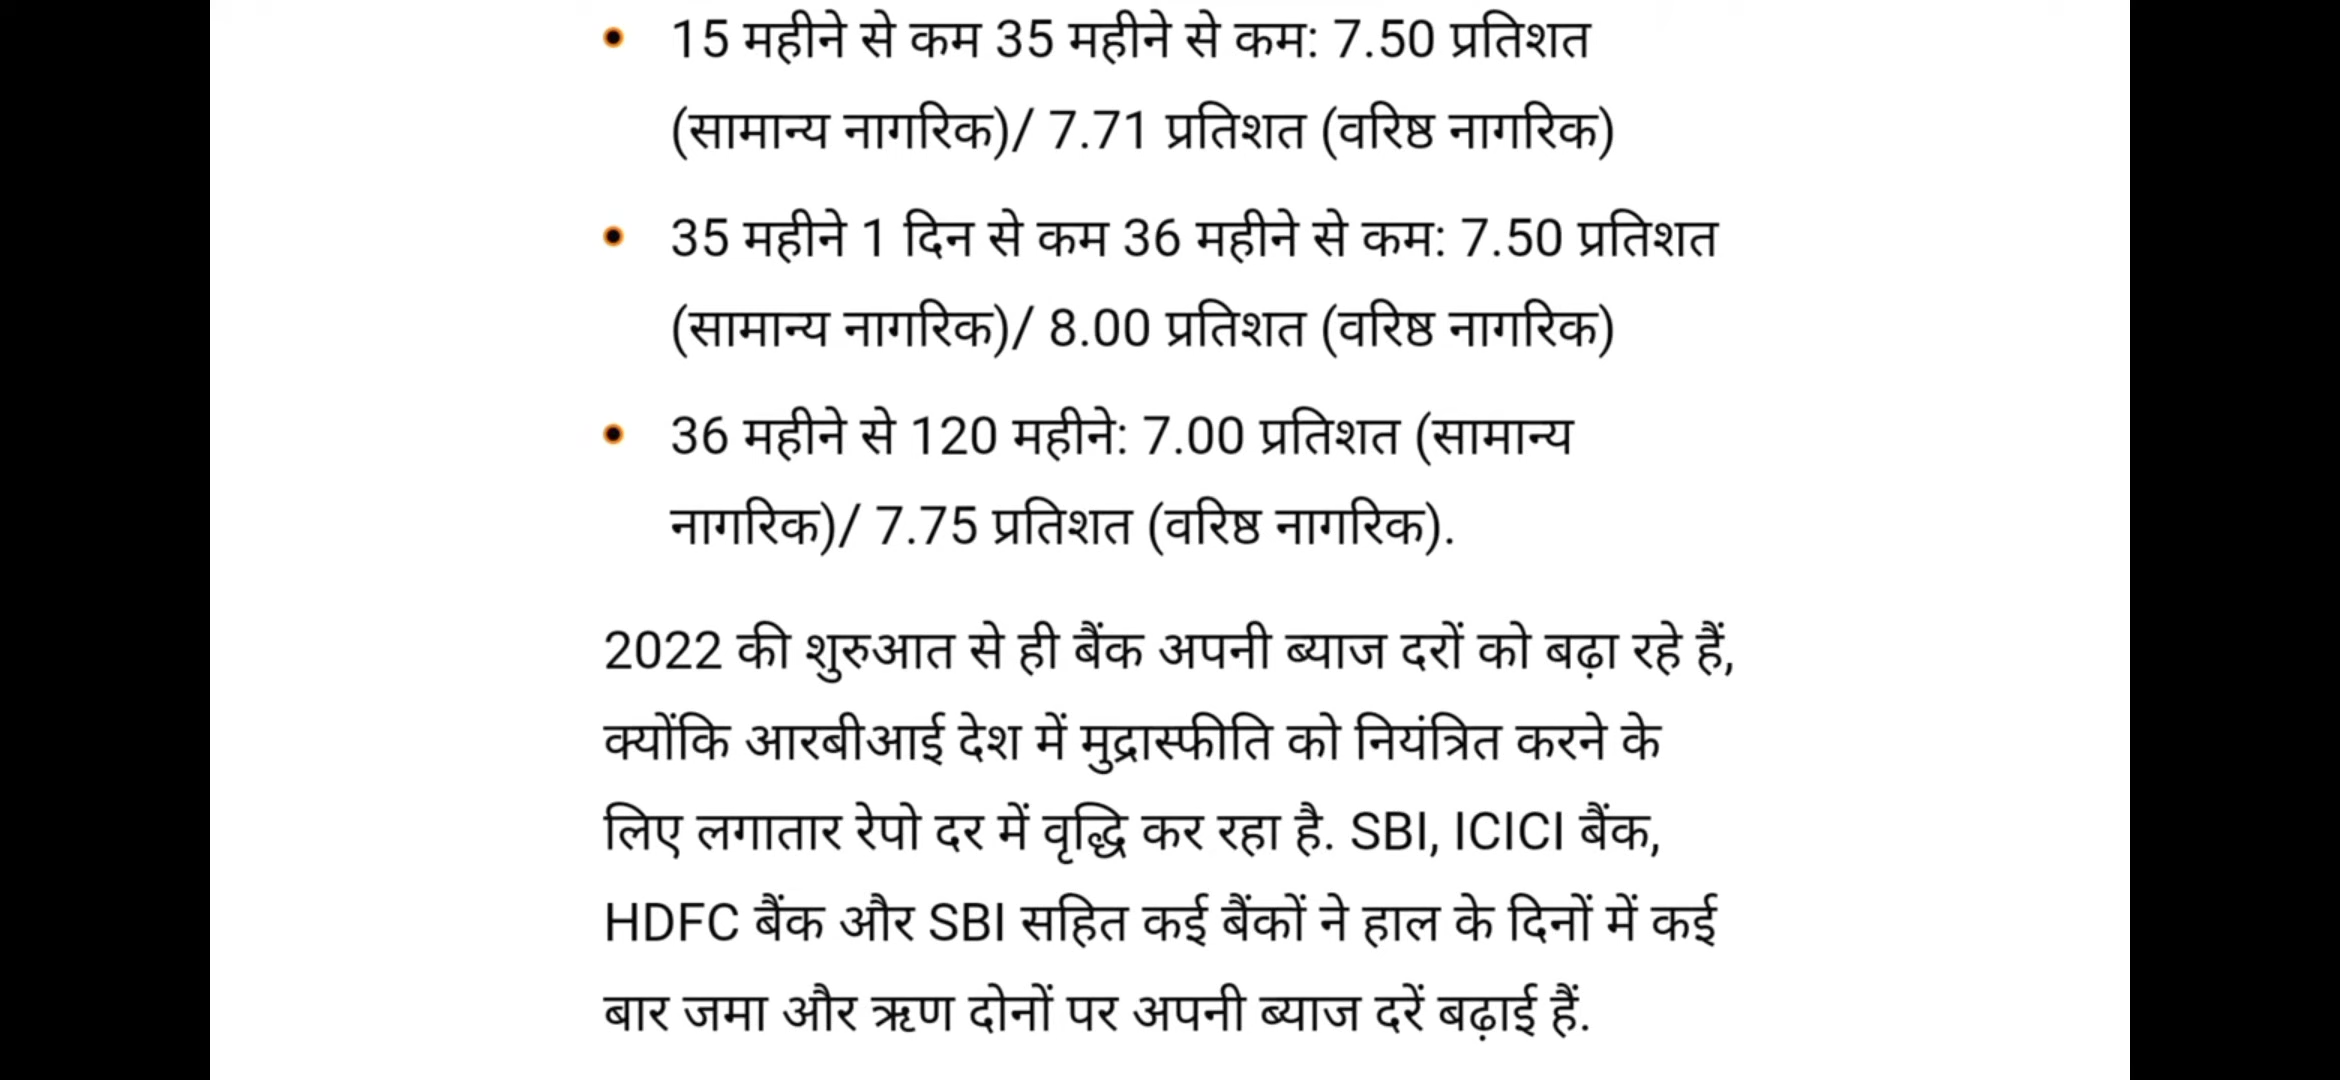 • 15 महीने से कम 35 महीने से कम: 7.50 प्रतिशत
(सामान्य नागरिक)/ 7.71 प्रतिशत (वरिष्ठ नागरिक)
• 35 महीने 1 दिन से कम 36 महीने से कम: 7.50 प्रतिशत
(सामान्य नागरिक)/ 8.00 प्रतिशत (वरिष्ठ नागरिक)
• 36 महीने से 120 महीने: 7.00 प्रतिशत (सामान्य
नागरिक)/ 7.75 प्रतिशत (वरिष्ठ नागरिक).
2022 की शुरुआत से ही बैंक अपनी ब्याज दरों को बढ़ा रहे हैं,
क्योंकि आरबीआई देश में मुद्रास्फीति को नियंत्रित करने के
लिए लगातार रेपो दर में वृद्धि कर रहा है. SBI, ICICI बैंक,
HDFC बैंक और SBI सहित कई बैंकों ने हाल के दिनों में कई
बार जमा और ऋण दोनों पर अपनी ब्याज दरें बढ़ाई हैं.